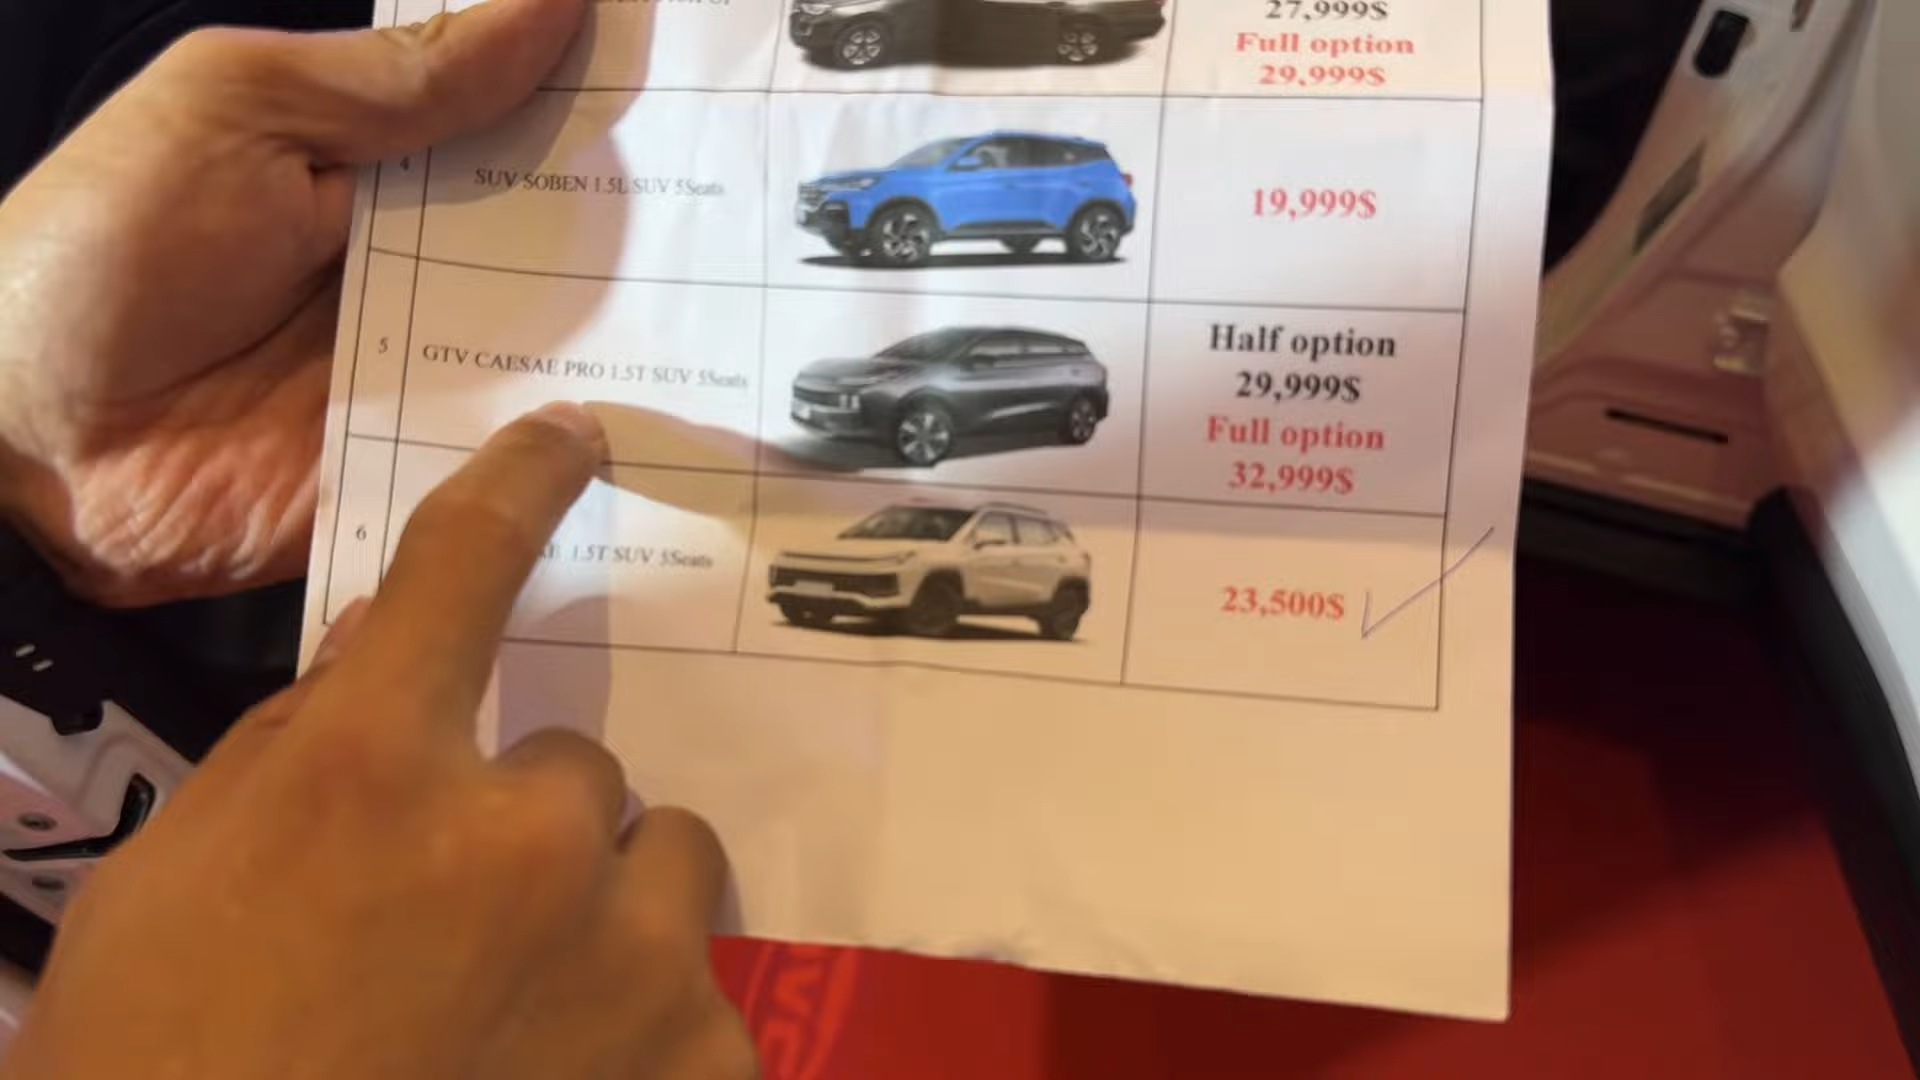 27,999$
Full option
29,999$
4
SUV SOBEN 1.5L SUV 5Seats
19,999$
5
GTV CAESAE PRO 1.5T SUV 5Seats
Half option
29,999$
Full option
32,999$
6
1.5T SUV 5Seats
23,500$